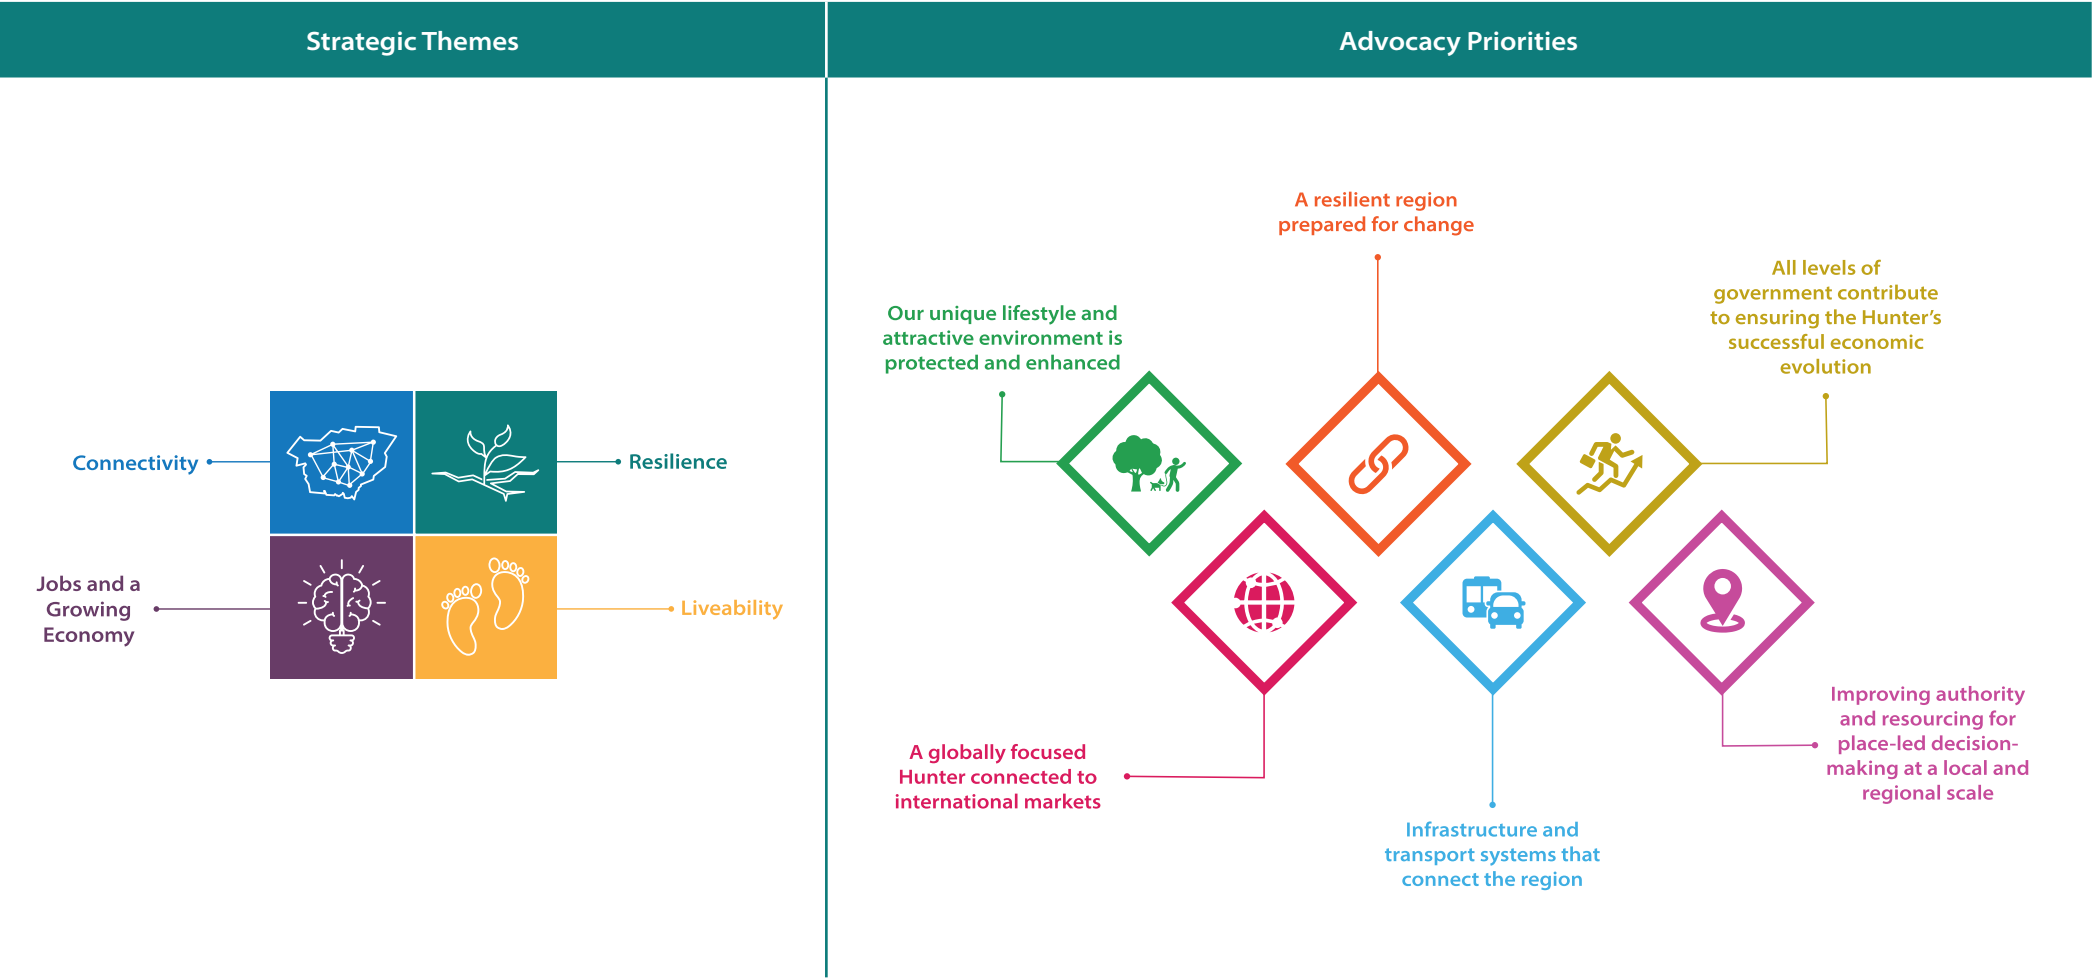 Strategic Themes
Advocacy Priorities
Connectivity
Resilience
Jobs and a
Growing
Economy
Liveability
Our unique lifestyle and
attractive environment is
protected and enhanced
A resilient region
prepared for change
All levels of
government contribute
to ensuring the Hunter’s
successful economic
evolution
A globally focused
Hunter connected to
international markets
Infrastructure and
transport systems that
connect the region
Improving authority
and resourcing for
place-led decision-
making at a local and
regional scale